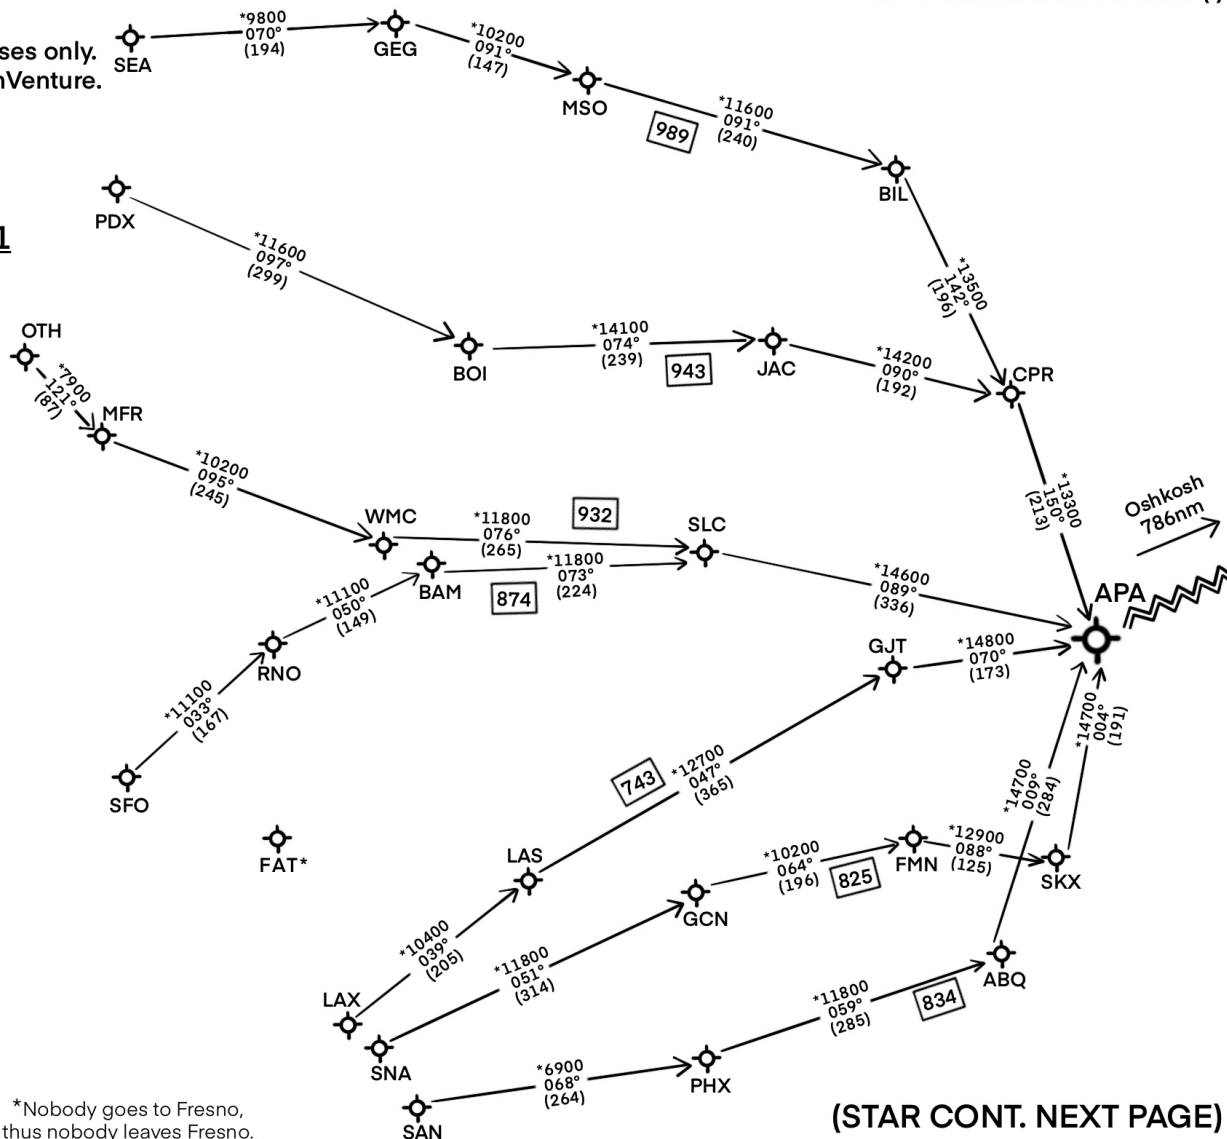 *9800
070°
(194)
SEA
GEG
*10200
091°
(147)
MSO
*11600
091°
(240)
989
BIL
ses only.
nVenture.
PDX
*11600
097°
(299)
BOI
*14100
074°
(239)
943
JAC
*14200
090°
(192)
*13500
142°
(196)
CPR
1
OTH
*7900
121°
(87)
MFR
*10200
095°
(245)
WMC
*11800
076°
(265)
932
SLC
BAM
*11800
073°
(224)
874
*14600
089°
(336)
*13300
150°
(213)
Oshkosh
786nm
APA
*11100
050°
(149)
RNO
*11100
033°
(167)
SFO
GJT
*14800
070°
(173)
*14700
004°
(191)
743
*12700
047°
(365)
*14700
009°
(284)
FAT*
LAS
*10200
064°
(196)
825
FMN
*12900
088°
(125)
SKX
GCN
*10400
039°
(205)
*11800
051°
(314)
LAX
SNA
ABQ
*11800
059°
(285)
834
*6900
068°
(264)
PHX
SAN
*Nobody goes to Fresno,
thus nobody leaves Fresno.
(STAR CONT. NEXT PAGE)